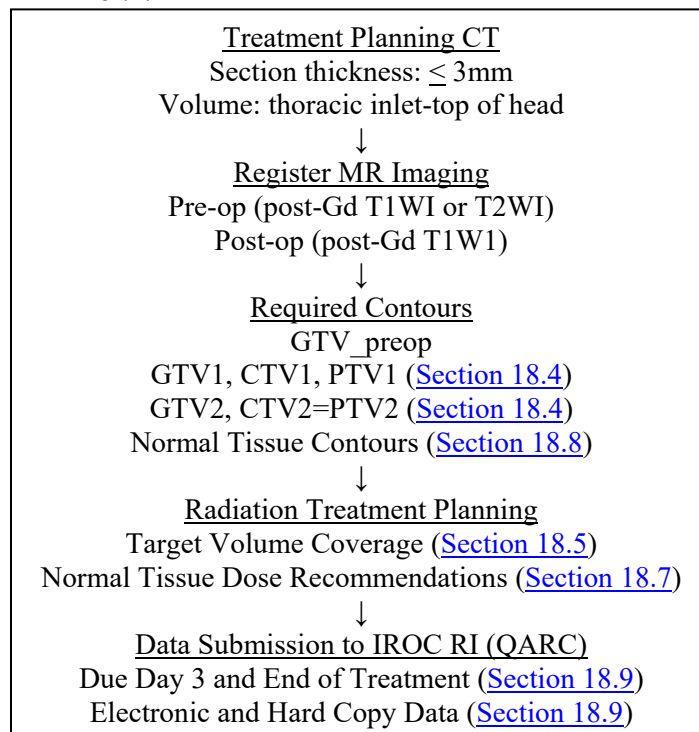 Treatment Planning CT
Section thickness: < 3mm
Volume: thoracic inlet-top of head
↓
Register MR Imaging
Pre-op (post-Gd T1WI or T2WI)
Post-op (post-Gd T1W1)
↓
Required Contours
GTV_preop
GTV1, CTV1, PTV1 (Section 18.4)
GTV2, CTV2=PTV2 (Section 18.4)
Normal Tissue Contours (Section 18.8)
↓
Radiation Treatment Planning
Target Volume Coverage (Section 18.5)
Normal Tissue Dose Recommendations (Section 18.7)
↓
Data Submission to IROC RI (QARC)
Due Day 3 and End of Treatment (Section 18.9)
Electronic and Hard Copy Data (Section 18.9)